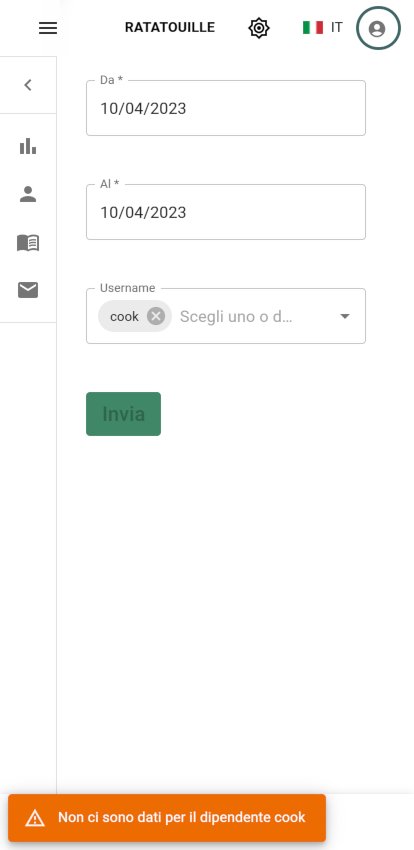 RATATOUILLE
IT
Da *
10/04/2023
Al *
10/04/2023
Username
cook
Scegli uno o d...
Invia
Non ci sono dati per il dipendente cook